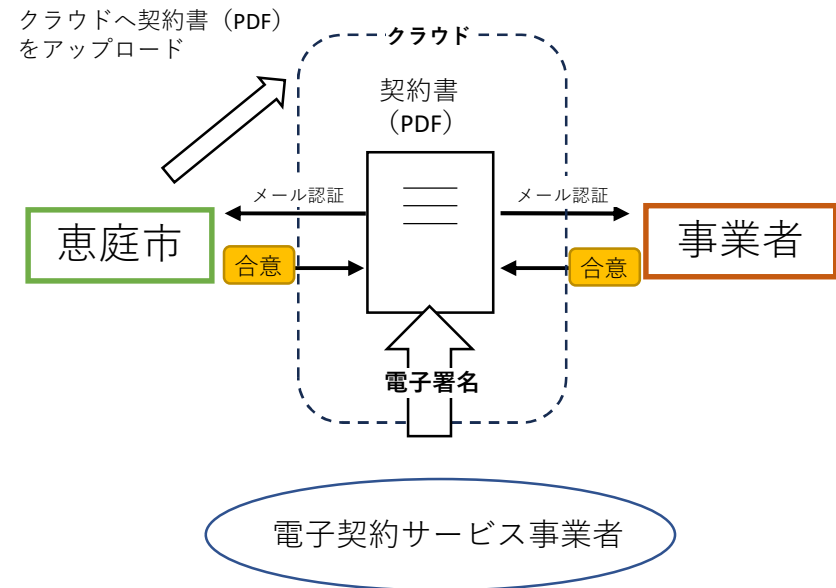 クラウドへ契約書（PDF）
をアップロード
クラウド
契約書
（PDF）
メール認証
メール認証
恵庭市
事業者
合意
合意
電子署名
電子契約サービス事業者